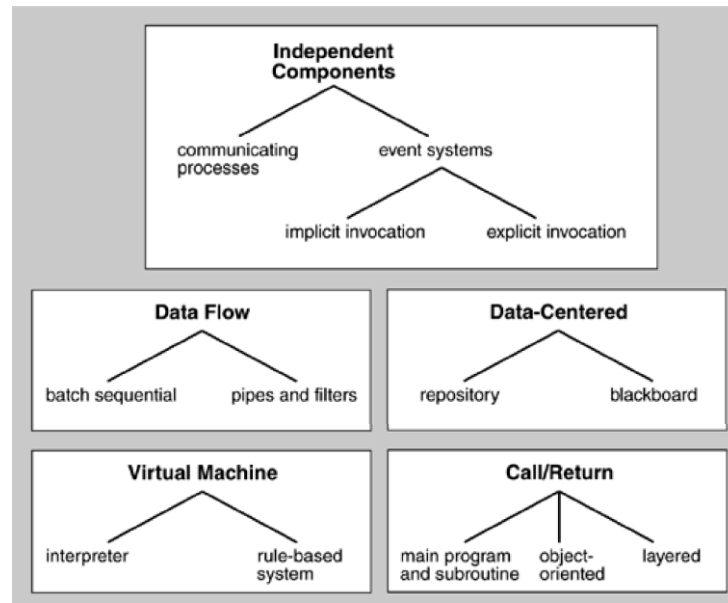 Independent
Components
communicating
processes
event systems
implicit invocation
explicit invocation
Data Flow
batch sequential
pipes and filters
Data-Centered
repository
blackboard
Virtual Machine
interpreter
rule-based
system
Call/Return
main program
and subroutine
object-
oriented
layered